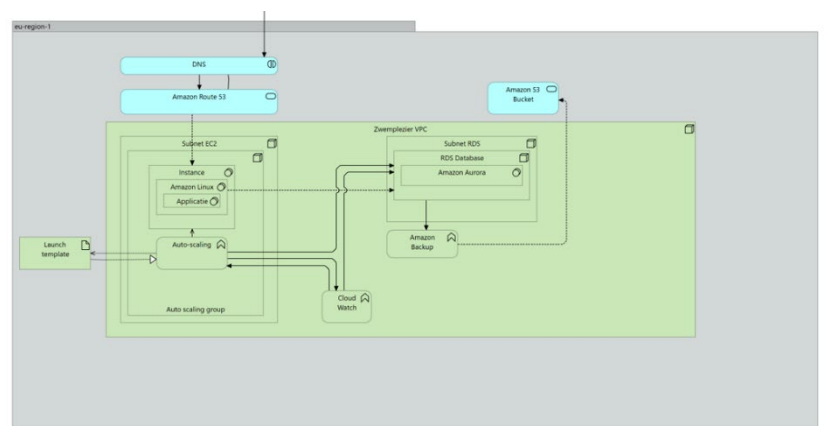 eu-region-1
DNS
Amazon Route 53
Amazon S3
Bucket
Zwemplezier VPC
Subnet EC2
Subnet RDS
Instance
RDS Database
Amazon Linux
Amazon Aurora
Applicatie
Launch
template
Auto-scaling
Amazon
Backup
Cloud
Watch
Auto scaling group